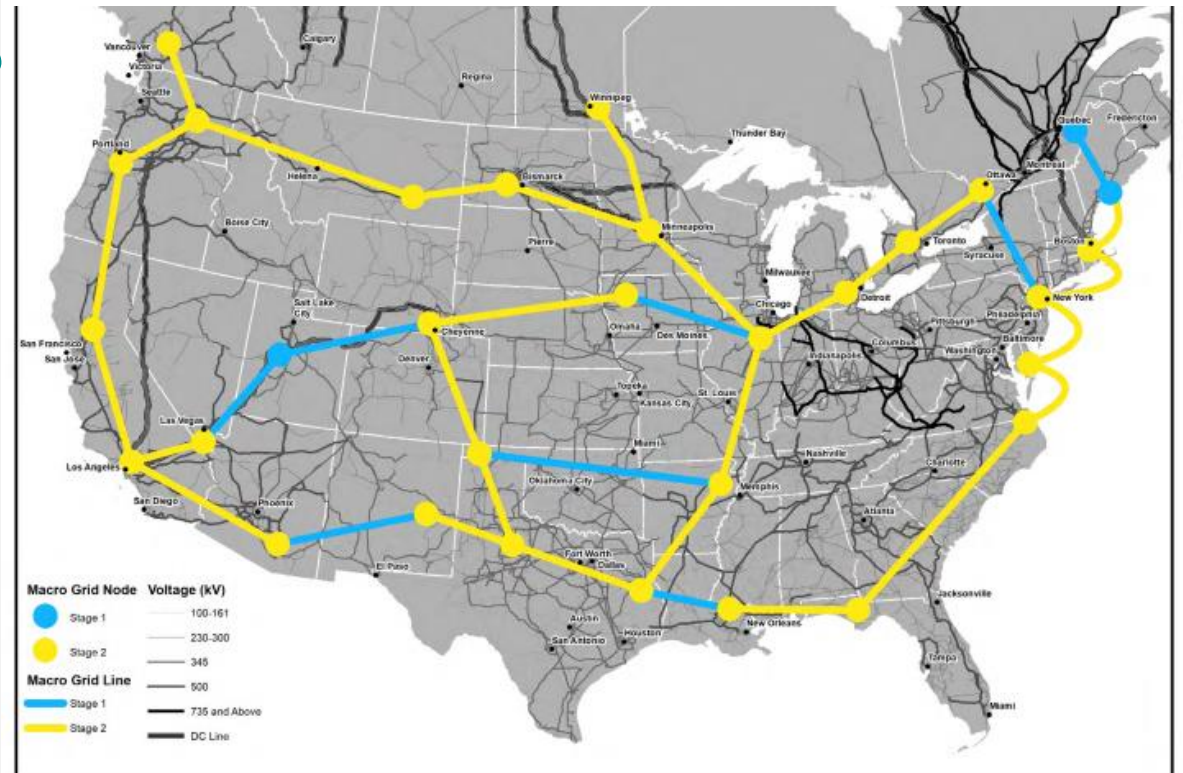 Calgary
Vancouver
Victoria
Regina
Seattle
Winnipeg
Quebec
Fredericton
Thunder Bay
Portland
Montreal
Helena
Bismarck
Ottawa
Boise City
Minneapolis
Pierre
Toronto
Boston
Syracuse
Milwaukee
Detroit
New York
Salt Lake
City
Chicago
Philadelphia
Cheyenne
Omaha
Des Moines
Pittsburgh
San Francisco
San Jose
Denver
Indianapolis
Columbus
Baltimore
Washington
Topeka
Kansas City
St. Louis
Las Vegas
Miami
Nashville
Los Angeles
Charlotte
Oklahoma City
Memphis
San Diego
Phoenix
Atlanta
Fort Worth
Dallas
El Paso
Jacksonville
Austin
New Orleans
San Antonio
Houston
Tampa
Miami
Macro Grid Node
Stage 1
Stage 2
Macro Grid Line
Stage 1
Stage 2
Voltage (kV)
100-161
230-300
345
500
735 and Above
DC Line